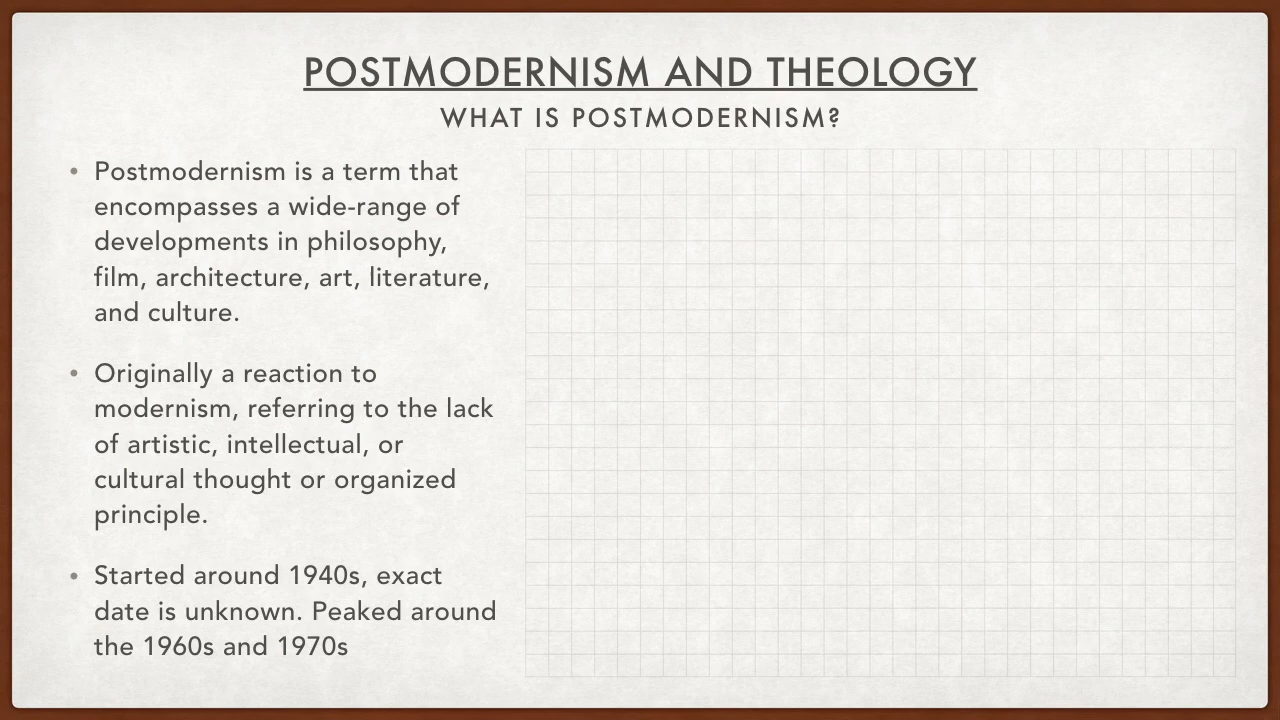 POSTMODERNISM AND THEOLOGY
WHAT IS POSTMODERNISM?
• Postmodernism is a term that
encompasses a wide-range of
developments in philosophy,
film, architecture, art, literature,
and culture.
• Originally a reaction to
modernism, referring to the lack
of artistic, intellectual, or
cultural thought or organized
principle.
• Started around 1940s, exact
date is unknown. Peaked around
the 1960s and 1970s